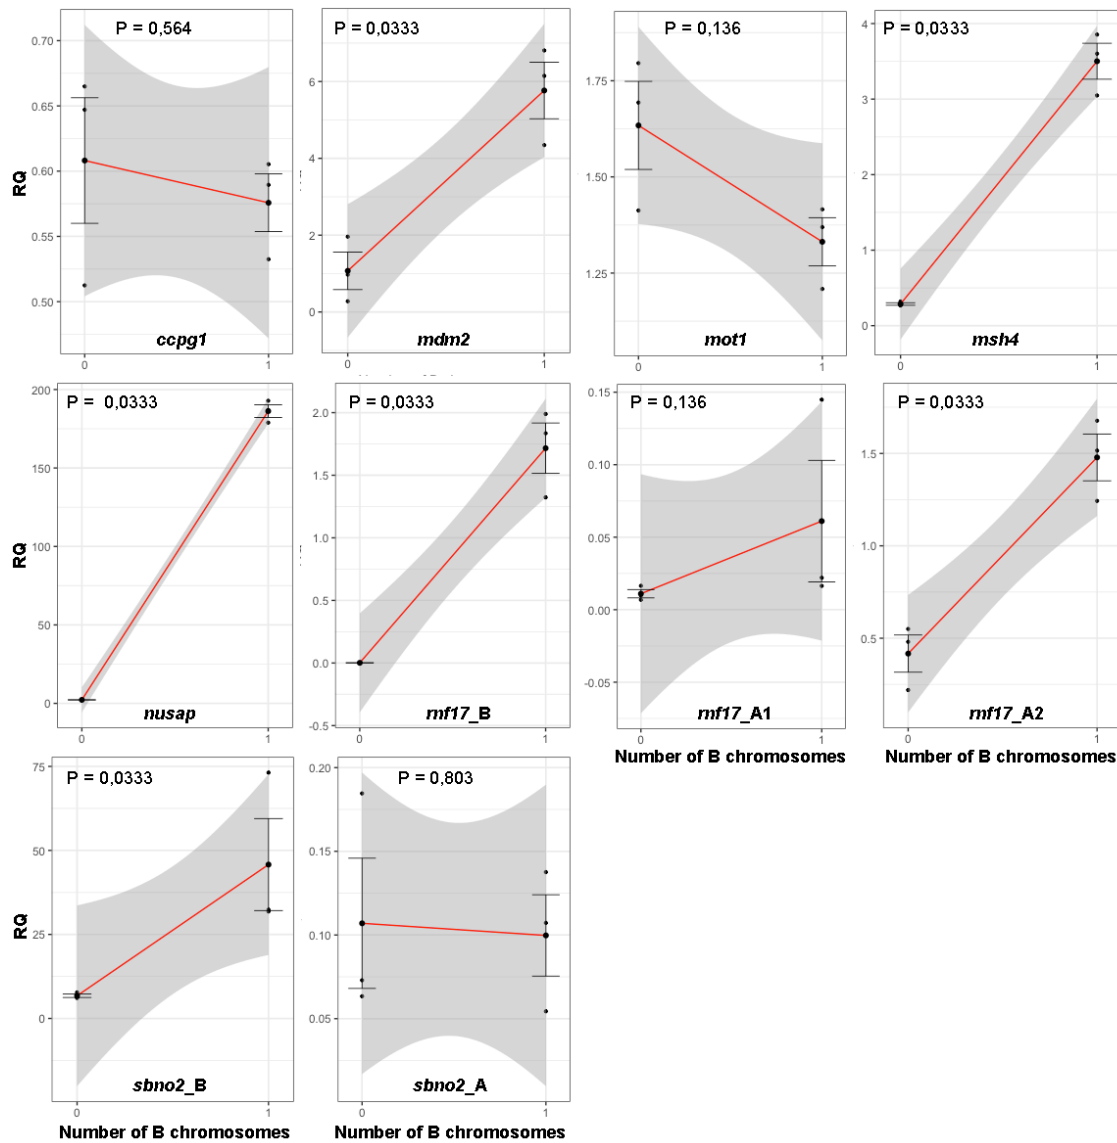 P = 0,564
RQ
0.70
0.65
0.60
0.55
0.50
ccpg1
0 1
P = 0,0333
6
4
2
0
mdm2
0 1
P = 0,136
1.75
1.50
1.25
mot1
0 1
P = 0,0333
4
3
2
1
0
msh4
0 1
P = 0,0333
RQ
200
150
100
50
0
nusap
0 1
P = 0,0333
2.0
1.5
1.0
0.5
0.0
-0.5
rnf17_B
0 1
P = 0,136
0.15
0.10
0.05
0.00
-0.05
rnf17_A1
0 1
Number of B chromosomes
P = 0,0333
1.5
1.0
0.5
rnf17_A2
0 1
Number of B chromosomes
P = 0,0333
RQ
75
50
25
0
sbno2_B
0 1
Number of B chromosomes
P = 0,803
0.20
0.15
0.10
0.05
sbno2_A
0 1
Number of B chromosomes